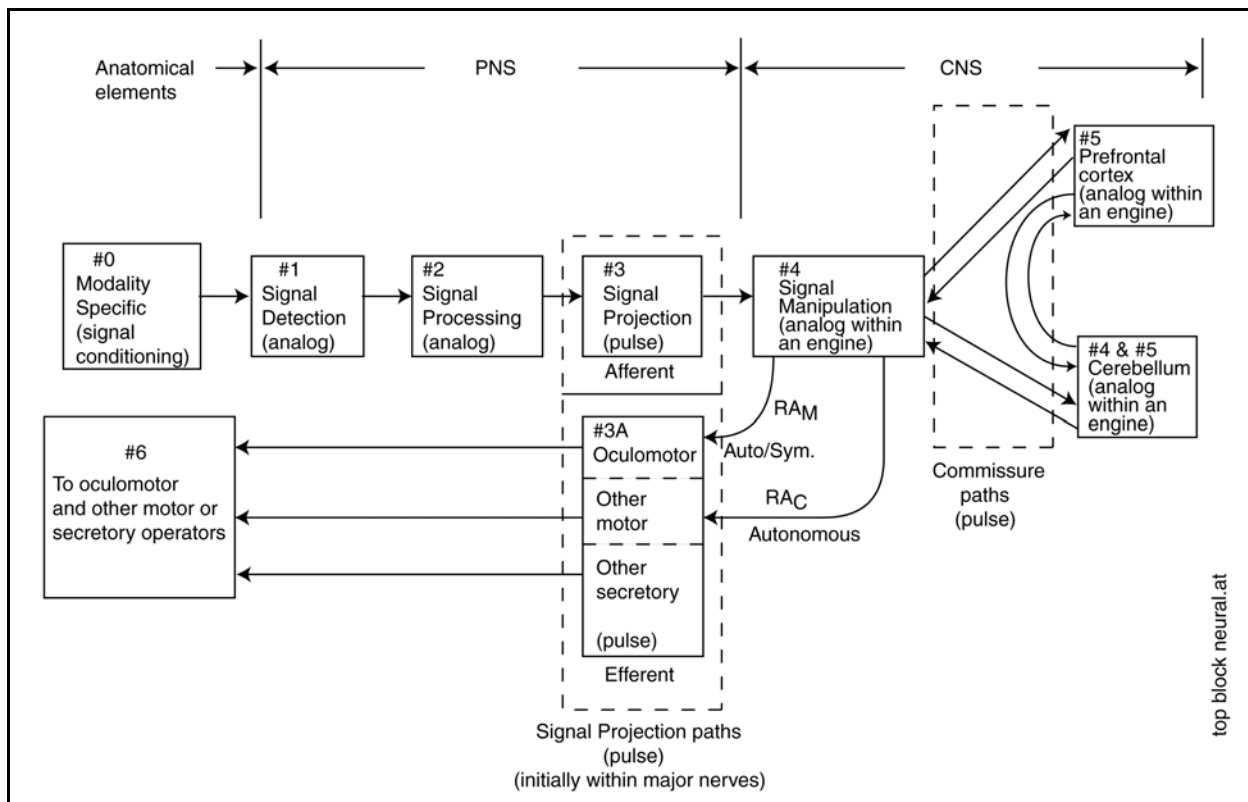 Anatomical
elements
PNS
CNS
#0
Modality
Specific
(signal
conditioning)
#1
Signal
Detection
(analog)
#2
Signal
Processing
(analog)
#3
Signal
Projection
(pulse)
Afferent
#4
Signal
Manipulation
(analog within
an engine)
#5
Prefrontal
cortex
(analog within
an engine)
#4 & #5
Cerebellum
(analog
within an
engine)
Commissure
paths
(pulse)
RAM
Auto/Sym.
RAC
Autonomous
#3A
Oculomotor
Other
motor
Other
secretory
(pulse)
Efferent
#6
To oculomotor
and other motor or
secretory operators
Signal Projection paths
(pulse)
(initially within major nerves)
top block neural.at